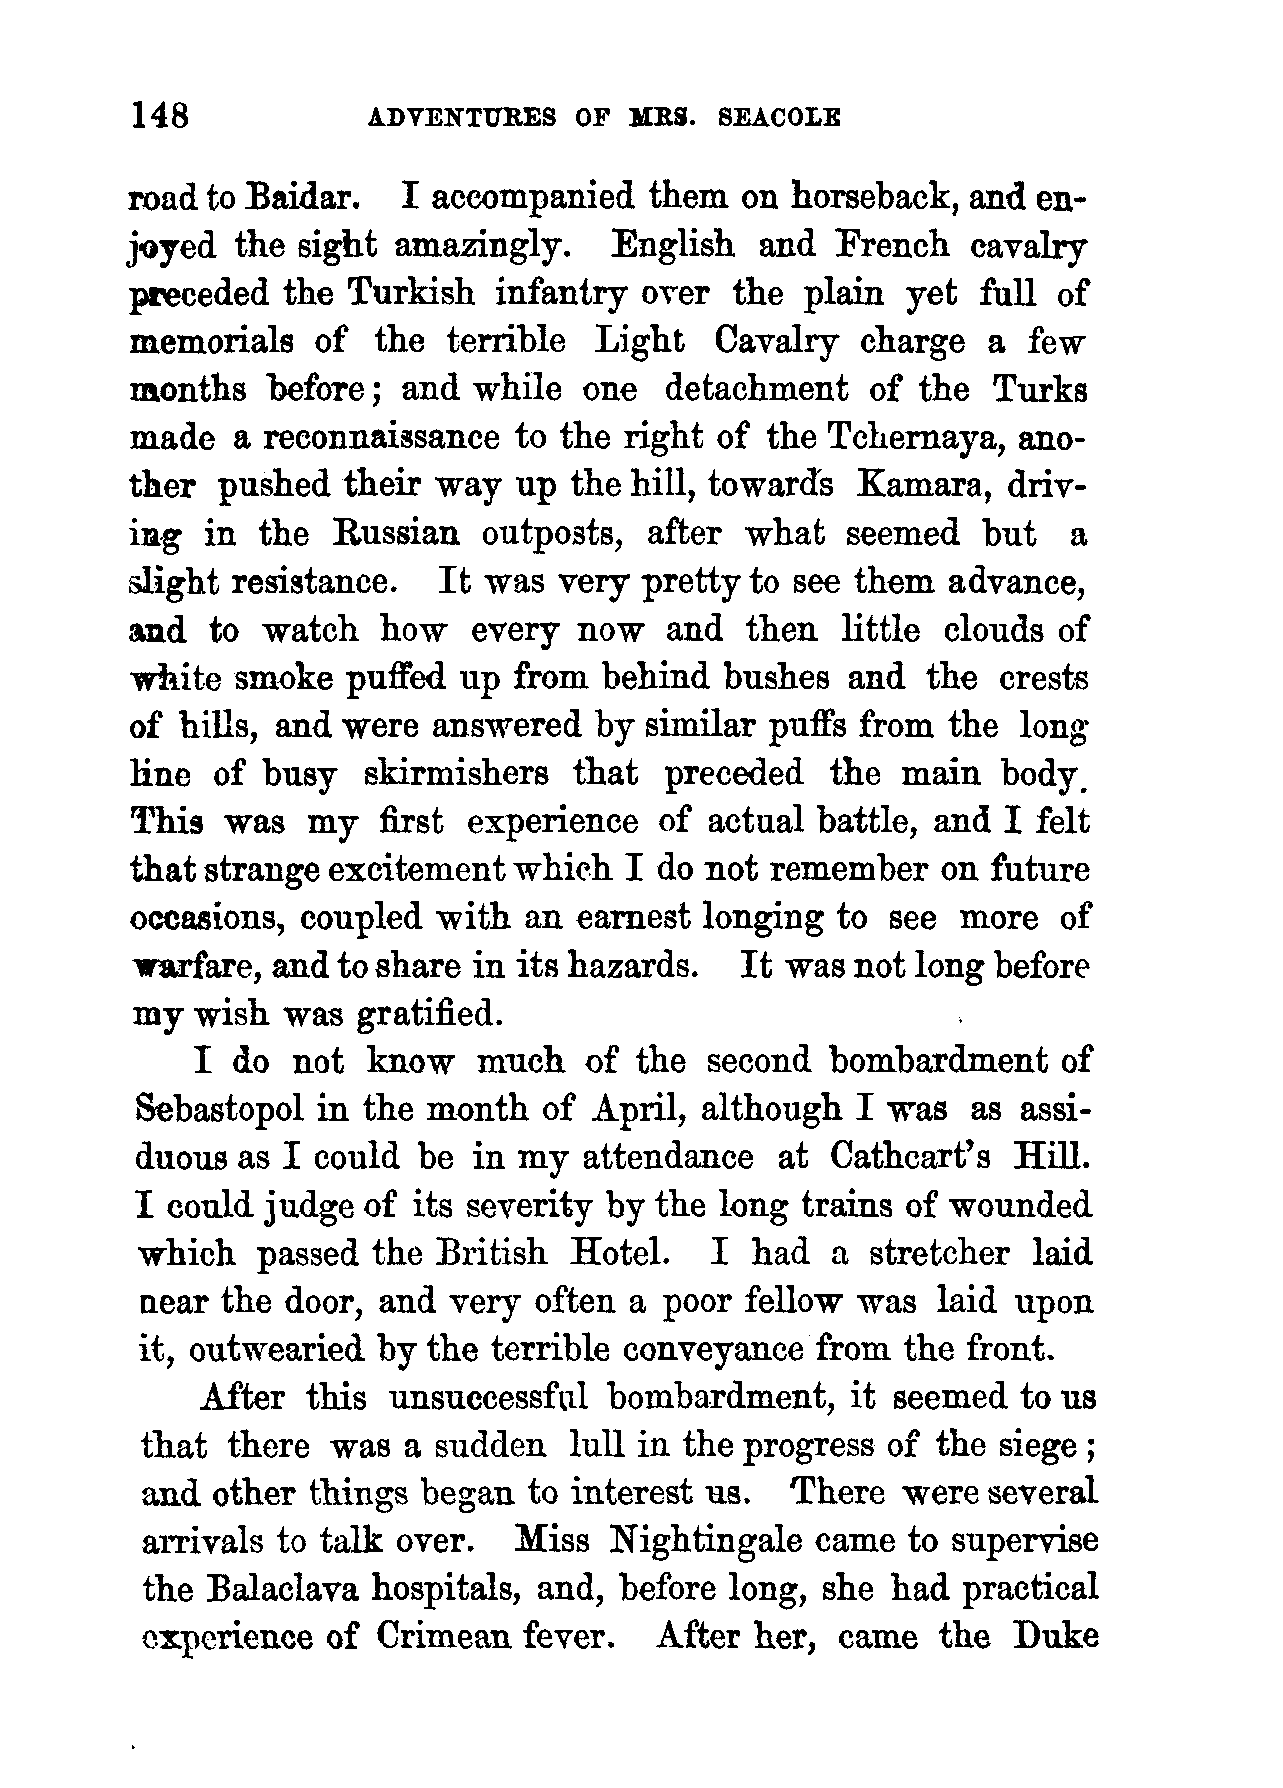 148 ADVENTURES OF MRS. SEACOLE
road to Baidar. I accompanied them on horseback, and en-
joyed the sight amazingly. English and French cavalry
preceded the Turkish infantry over the plain yet full of
memorials of the terrible Light Cavalry charge a few
months before; and while one detachment of the Turks
made a reconnaissance to the right of the Tchernaya, ano-
ther pushed their way up the hill, towards Kamara, driv-
ing in the Russian outposts, after what seemed but a
slight resistance. It was very pretty to see them advance,
and to watch how every now and then little clouds of
white smoke puffed up from behind bushes and the crests
of hills, and were answered by similar puffs from the long
line of busy skirmishers that preceded the main body.
This was my first experience of actual battle, and I felt
that strange excitement which I do not remember on future
occasions, coupled with an earnest longing to see more of
warfare, and to share in its hazards. It was not long before
my wish was gratified.
I do not know much of the second bombardment of
Sebastopol in the month of April, although I was as assi-
duous as I could be in my attendance at Cathcart's Hill.
I could judge of its severity by the long trains of wounded
which passed the British Hotel. I had a stretcher laid
near the door, and very often a poor fellow was laid upon
it, outwearied by the terrible conveyance from the front.
After this unsuccessful bombardment, it seemed to us
that there was a sudden lull in the progress of the siege;
and other things began to interest us. There were several
arrivals to talk over. Miss Nightingale came to supervise
the Balaclava hospitals, and, before long, she had practical
experience of Crimean fever. After her, came the Duke